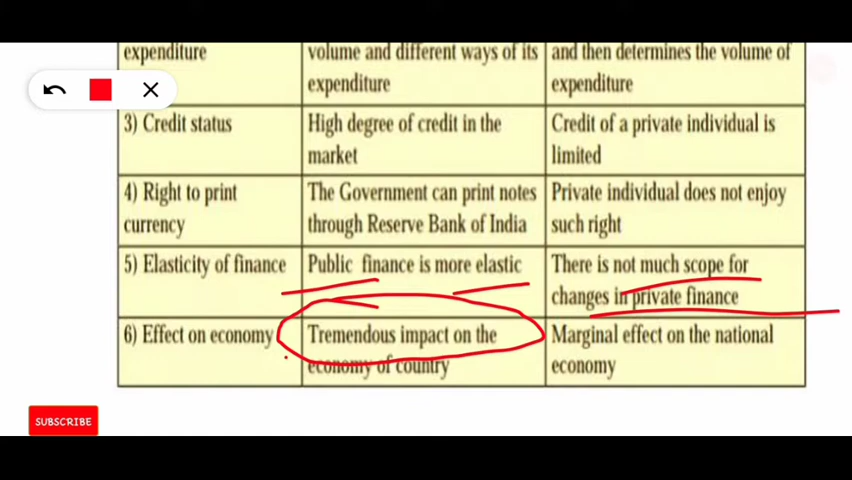 expenditure
volume and different ways of its
expenditure
and then determines the volume of
expenditure
3) Credit status
High degree of credit in the
market
Credit of a private individual is
limited
4) Right to print
currency
The Government can print notes
through Reserve Bank of India
Private individual does not enjoy
such right
5) Elasticity of finance
Public finance is more elastic
There is not much scope for
changes in private finance
6) Effect on economy
Tremendous impact on the
economy of country
Marginal effect on the national
economy
SUBSCRIBE